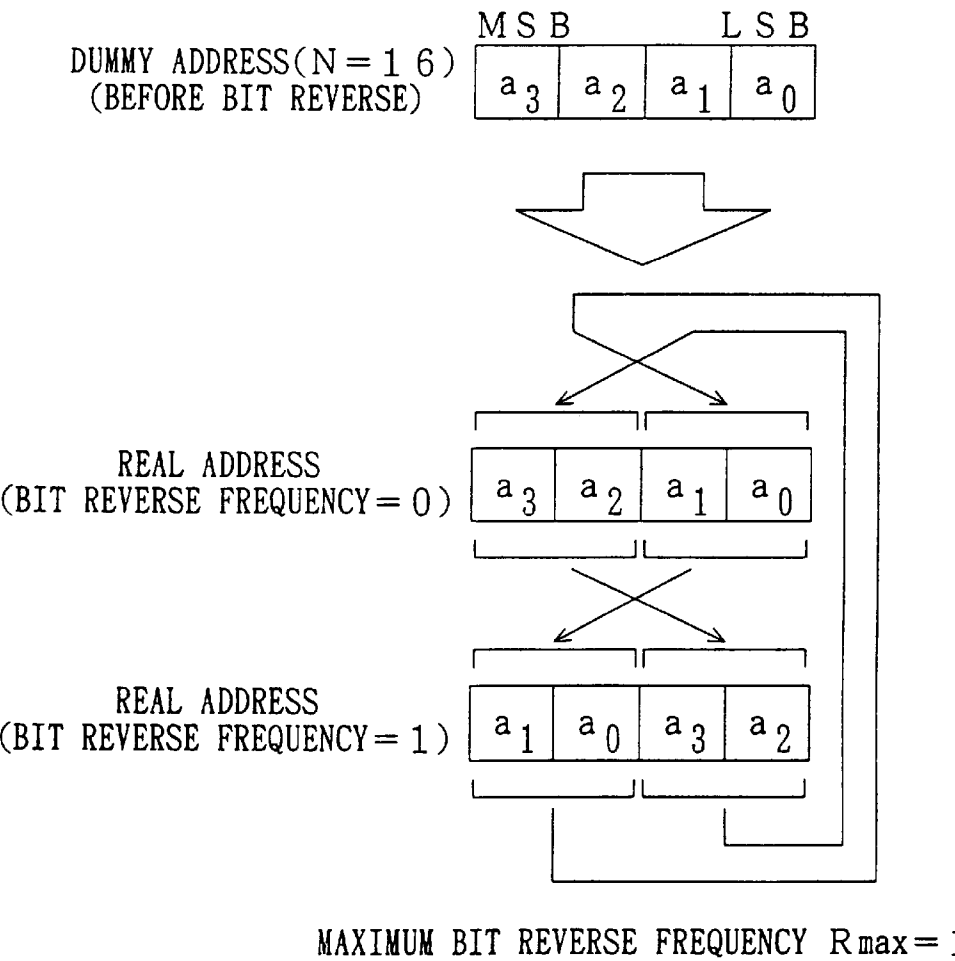 MSB LSB
DUMMY ADDRESS(N=16)
(BEFORE BIT REVERSE)
a3 a2 a1 a0
REAL ADDRESS
(BIT REVERSE FREQUENCY=0)
a3 a2 a1 a0
REAL ADDRESS
(BIT REVERSE FREQUENCY=1)
a1 a0 a3 a2
MAXIMUM BIT REVERSE FREQUENCY Rmax=